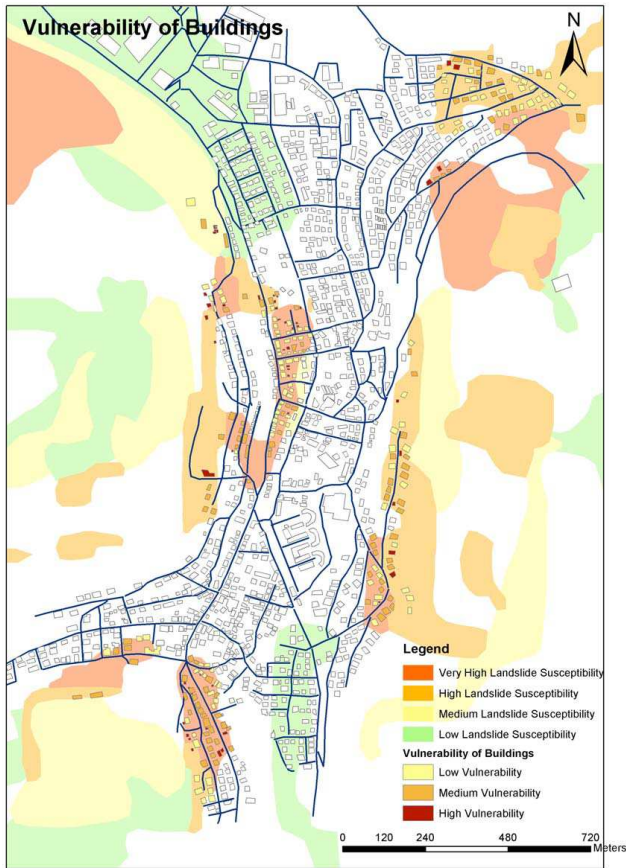 Vulnerability of Buildings
N
Legend
Very High Landslide Susceptibility
High Landslide Susceptibility
Medium Landslide Susceptibility
Low Landslide Susceptibility
Vulnerability of Buildings
Low Vulnerability
Medium Vulnerability
High Vulnerability
0 120 240 480 720
Meters